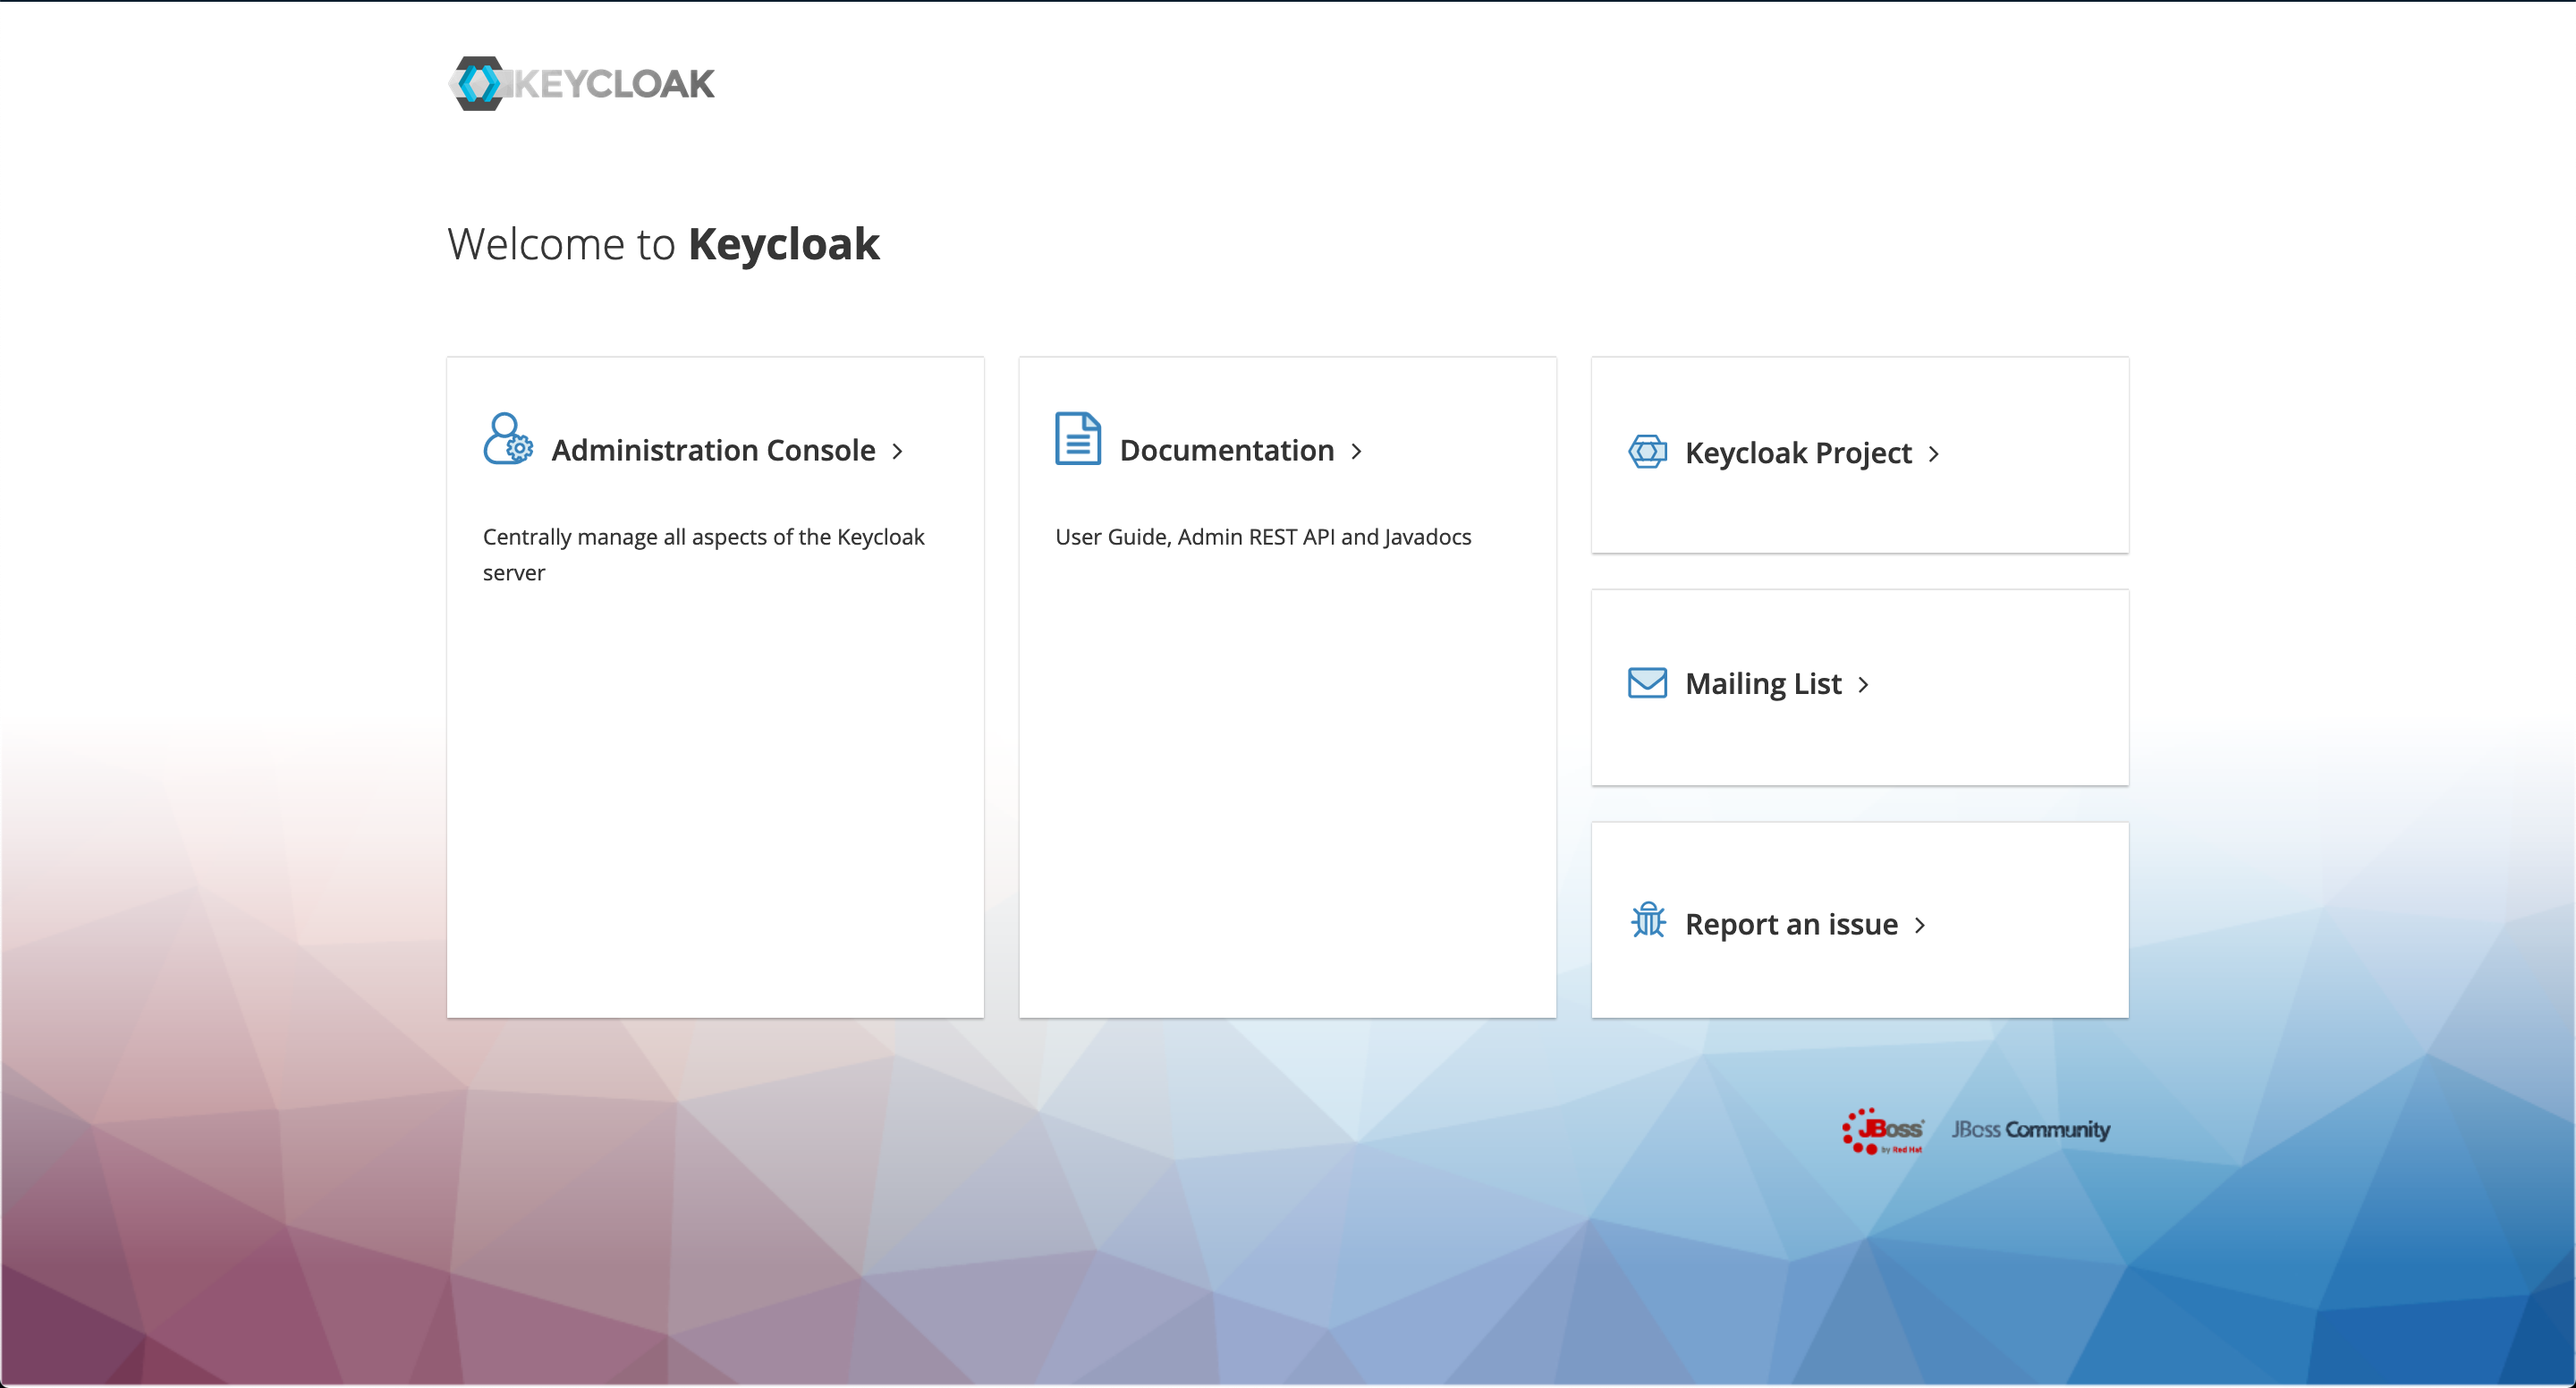 KEYCLOAK
Welcome to Keycloak
Administration Console
Centrally manage all aspects of the Keycloak
server
Documentation
User Guide, Admin REST API and Javadocs
Keycloak Project
Mailing List
Report an issue
JBoss
by Red Hat
JBoss Community